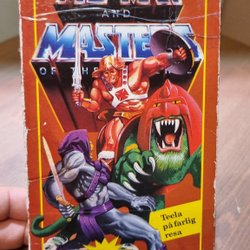 AND
MASTERS
OF THE
Teela
på farlig
resa